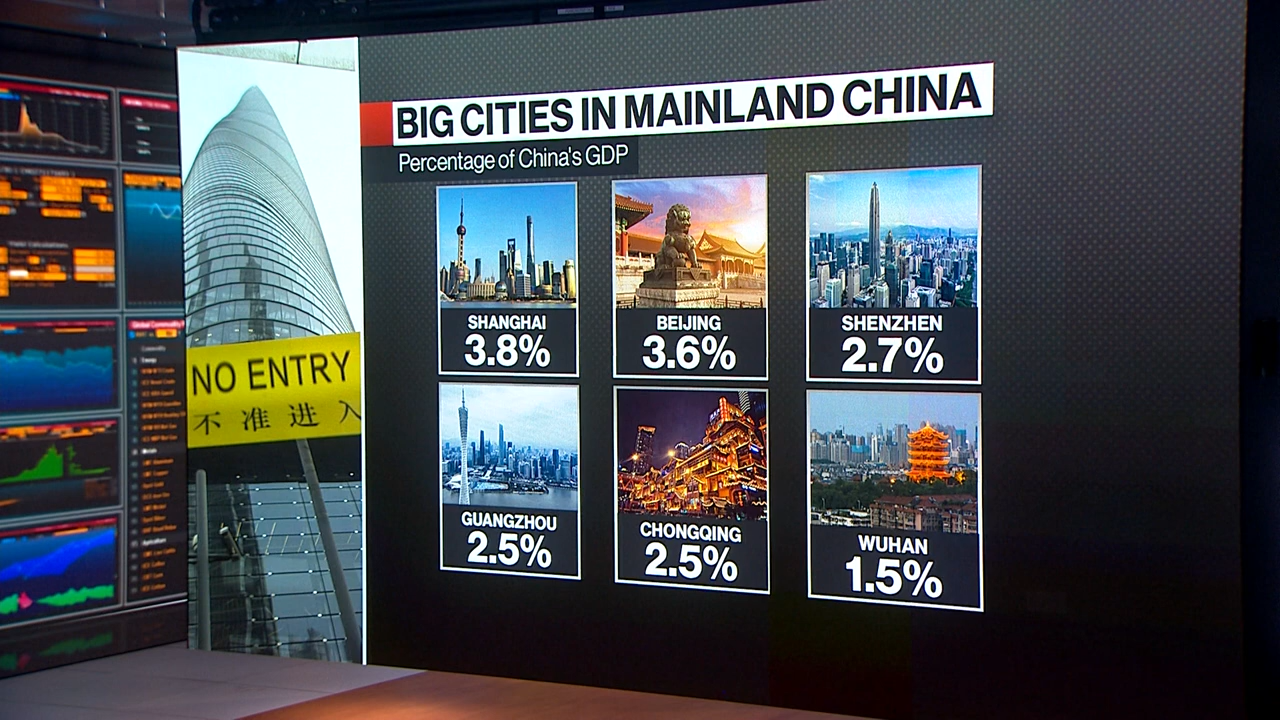 BIG CITIES IN MAINLAND CHINA
Percentage of China's GDP
NO ENTRY
不准进入
SHANGHAI
3.8%
BEIJING
3.6%
SHENZHEN
2.7%
GUANGZHOU
2.5%
CHONGQING
2.5%
WUHAN
1.5%